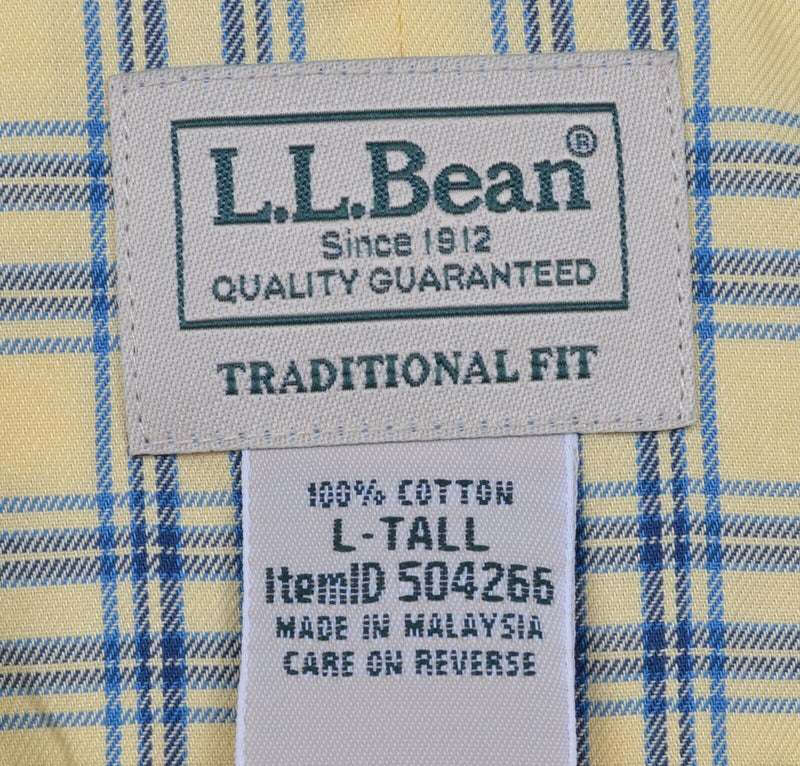 L.L.Bean®
Since 1912
QUALITY GUARANTEED
TRADITIONAL FIT
100% COTTON
L-TALL
ItemID 504266
MADE IN MALAYSIA
CARE ON REVERSE